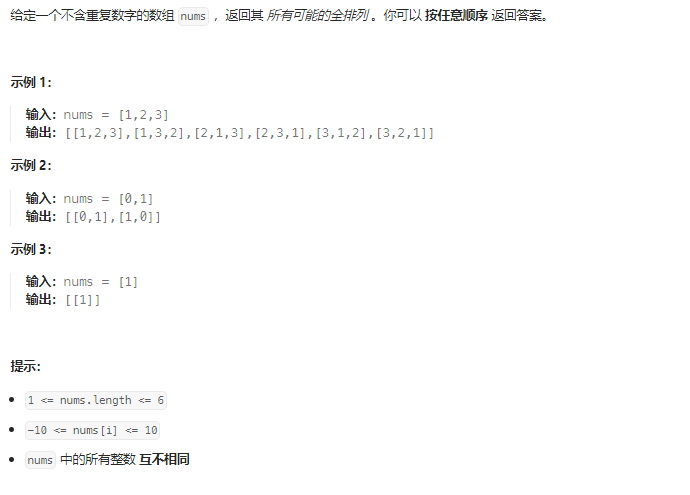 给定一个不含重复数字的数组 nums ，返回其 所有可能的全排列 。你可以 按任意顺序 返回答案。
示例 1：
输入：nums = [1,2,3]
输出：[[1,2,3],[1,3,2],[2,1,3],[2,3,1],[3,1,2],[3,2,1]]
示例 2：
输入：nums = [0,1]
输出：[[0,1],[1,0]]
示例 3：
输入：nums = [1]
输出：[[1]]
提示：
1 <= nums.length <= 6
-10 <= nums[i] <= 10
nums 中的所有整数 互不相同